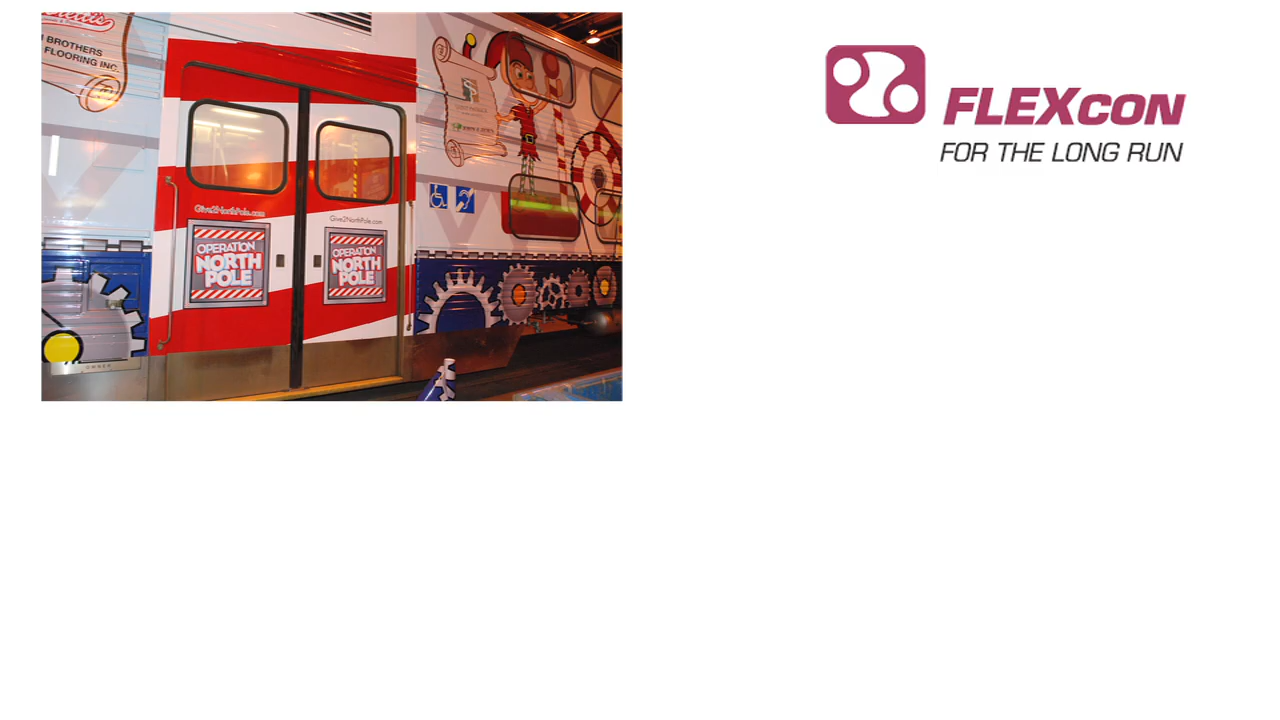 BROTHERS
FLOORING INC.
Give2NorthPole.com
OPERATION
NORTH
POLE
Give2NorthPole.com
OPERATION
NORTH
POLE
FLEXcon
FOR THE LONG RUN